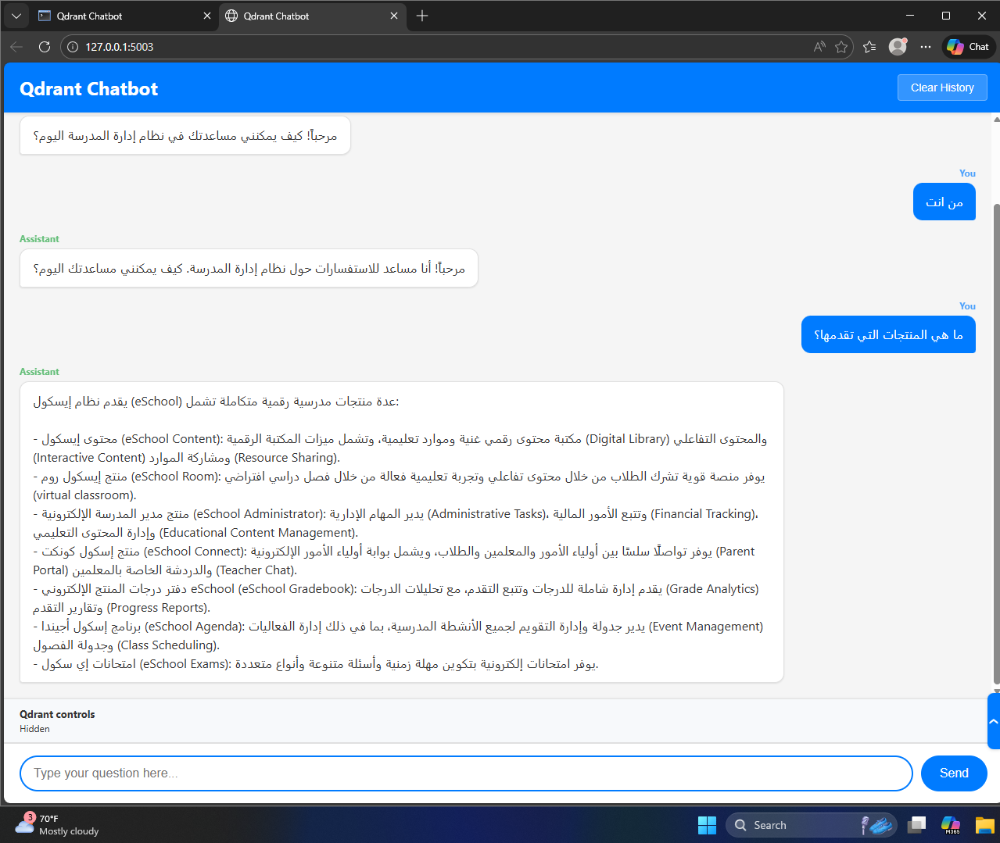 Qdrant Chatbot
Qdrant Chatbot
127.0.0.1:5003
Chat
Qdrant Chatbot
Clear History
مرحباً! كيف يمكنني مساعدتك في نظام إدارة المدرسة اليوم؟
You
من انت
Assistant
مرحباً! أنا مساعد للاستفسارات حول نظام إدارة المدرسة. كيف يمكنني مساعدتك اليوم؟
You
ما هي المنتجات التي تقدمها؟
Assistant
يقدم نظام إيسكول (eSchool) عدة منتجات مدرسية رقمية متكاملة تشمل:
- محتوى إيسكول (eSchool Content): مكتبة محتوى رقمي غنية وموارد تعليمية، وتشمل ميزات المكتبة الرقمية (Digital Library) والمحتوى التفاعلي
(Interactive Content) ومشاركة الموارد (Resource Sharing).
- منتج إيسكول روم (eSchool Room): يوفر منصة قوية تشرك الطلاب من خلال محتوى تفاعلي وتجربة تعليمية فعالة من خلال فصل دراسي افتراضي
(virtual classroom).
- منتج مدير المدرسة الإلكترونية (eSchool Administrator): يدير المهام الإدارية (Administrative Tasks)، وتتبع الأمور المالية (Financial Tracking)،
وإدارة المحتوى التعليمي (Educational Content Management).
- منتج إسكول كونكت (eSchool Connect): يوفر تواصلًا سلسًا بين أولياء الأمور والمعلمين والطلاب، ويشمل بوابة أولياء الأمور الإلكترونية (Parent
Portal) والدردشة الخاصة بالمعلمين (Teacher Chat).
- دفتر درجات المنتج الإلكتروني eSchool (eSchool Gradebook): يقدم إدارة شاملة للدرجات وتتبع التقدم، مع تحليلات الدرجات (Grade Analytics)
وتقارير التقدم (Progress Reports).
- برنامج إسكول أجيندا (eSchool Agenda): يدير جدولة وإدارة التقويم لجميع الأنشطة المدرسية، بما في ذلك إدارة الفعاليات (Event Management)
وجدولة الفصول (Class Scheduling).
- امتحانات إي سكول (eSchool Exams): يوفر امتحانات إلكترونية بتكوين مهلة زمنية وأسئلة متنوعة وأنواع متعددة.
Qdrant controls
Hidden
Type your question here...
Send
3
70°F
Mostly cloudy
Search
M365